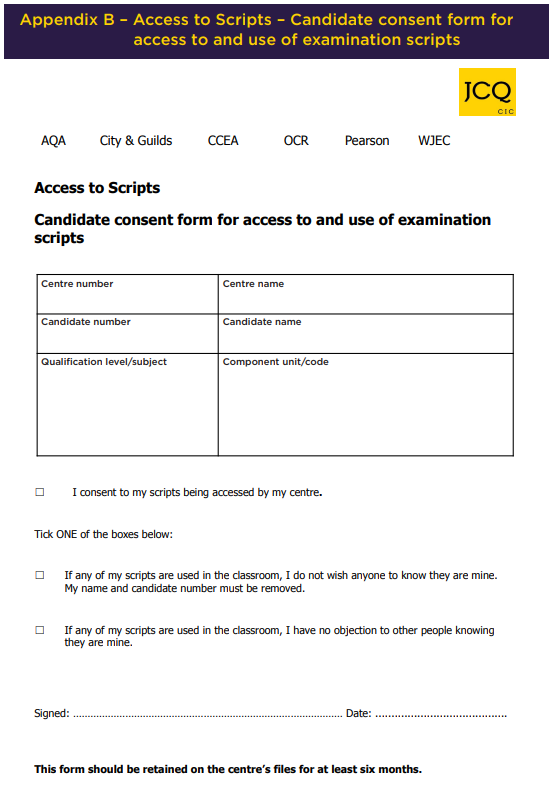 Appendix B – Access to Scripts – Candidate consent form for
access to and use of examination scripts
JCQ
CIC
AQA City & Guilds CCEA OCR Pearson WJEC
Access to Scripts
Candidate consent form for access to and use of examination
scripts
Centre number Centre name
Candidate number Candidate name
Qualification level/subject Component unit/code
☐ I consent to my scripts being accessed by my centre.
Tick ONE of the boxes below:
☐ If any of my scripts are used in the classroom, I do not wish anyone to know they are mine.
My name and candidate number must be removed.
☐ If any of my scripts are used in the classroom, I have no objection to other people knowing
they are mine.
Signed: ........................................................................................... Date: .........................................
This form should be retained on the centre's files for at least six months.